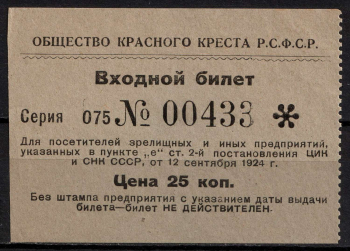 ОБЩЕСТВО КРАСНОГО КРЕСТА Р.С.Ф.С.Р.
Входной билет
Серия 075 № 00433 *
Для посетителей зрелищных и иных предприятий,
указанных в пункте „е" ст. 2-й постановления ЦИК
и СНК СССР, от 12 сентября 1924 г.
Цена 25 коп.
Без штампа предприятия с указанием даты выдачи
билета—билет НЕ ДЕЙСТВИТЕЛЕН.